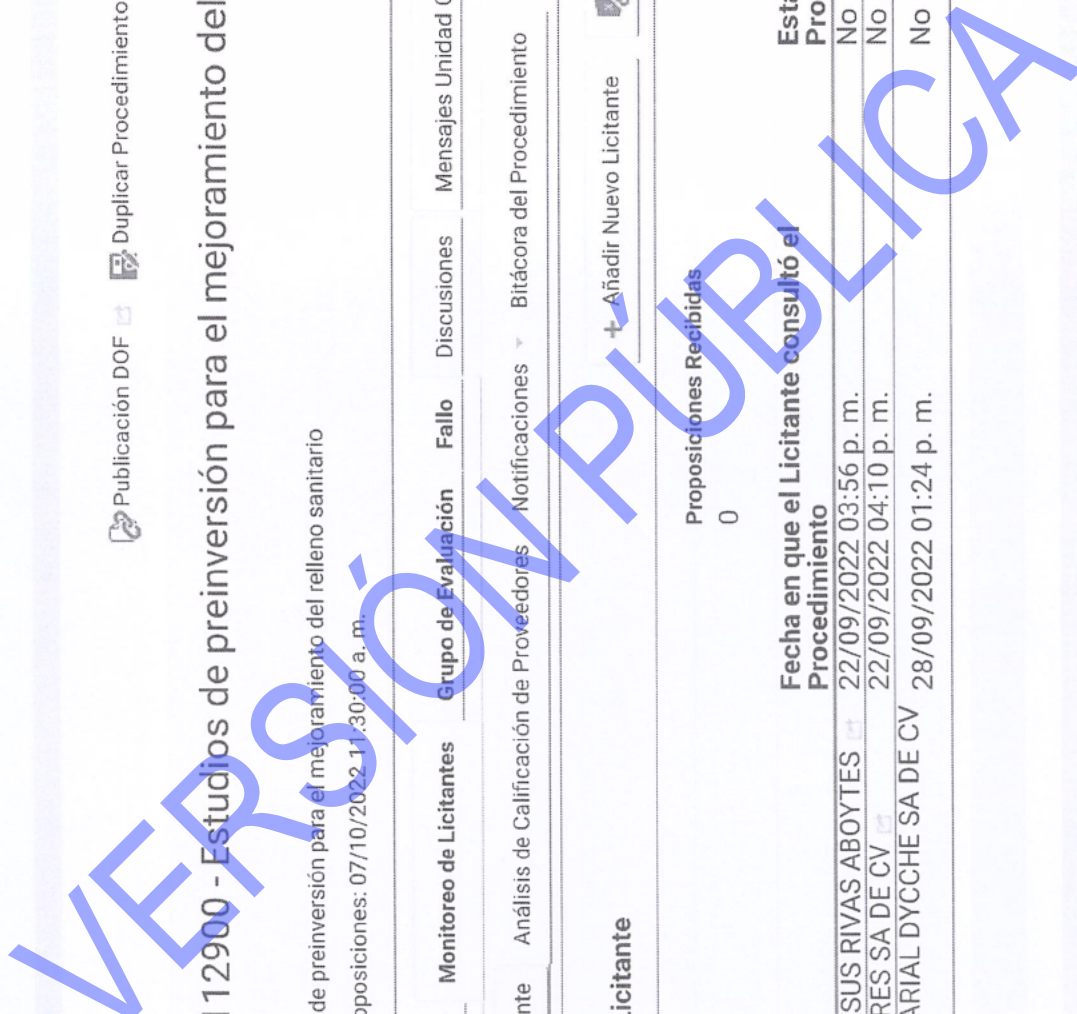 Publicación DOF Duplicar Procedimiento
12900 - Estudios de preinversión para el mejoramiento del
de preinversión para el mejoramiento del relleno sanitario
oposiciones: 07/10/2022 11:30:00 a. m.
Monitoreo de Licitantes Grupo de Evaluación Fallo Discusiones Mensajes Unidad
nte Análisis de Calificación de Proveedores Notificaciones Bitácora del Procedimiento
icitante + Añadir Nuevo Licitante
Proposiciones Recibidas
0
Fecha en que el Licitante consultó el Esta
Procedimiento Pro
SUS RIVAS ABOYTES 22/09/2022 03:56 p. m. No
RES SA DE CV 22/09/2022 04:10 p. m. No
ARIAL DYCCHE SA DE CV 28/09/2022 01:24 p. m. No
VERSIÓN PÚBLICA